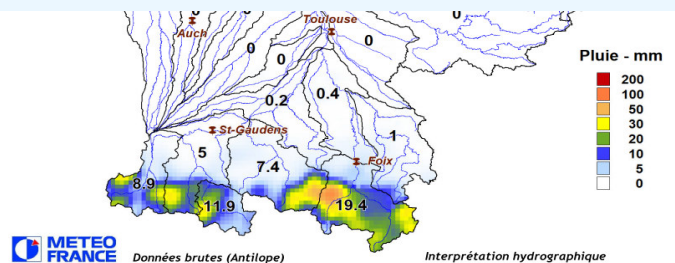 0
Auch
Toulouse
0
0
0
0
Pluie - mm
200
100
50
30
20
10
5
0
0.2
0.4
St-Gaudens
1
5
7.4
Foix
8.9
11.9
19.4
METEO
FRANCE
Données brutes (Antilope)
Interprétation hydrographique